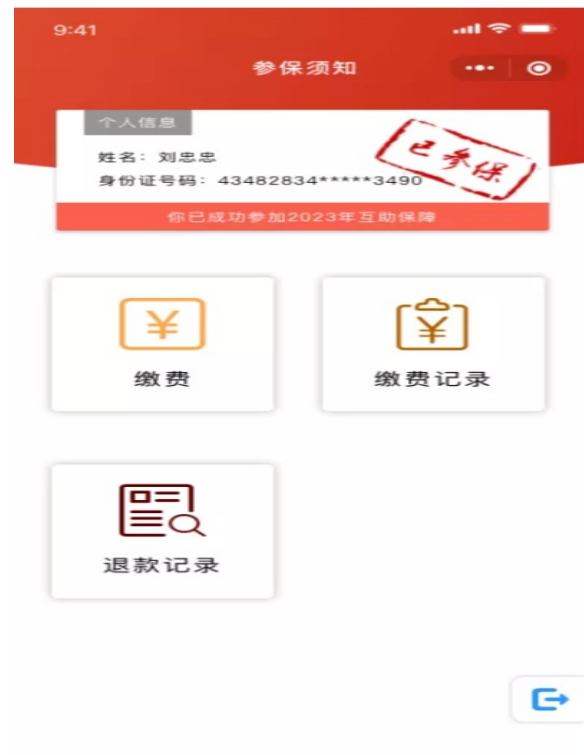 9:41
参保须知
个人信息
姓名：刘忠忠
身份证号码：43482834*****3490
已参保
你已成功参加2023年互助保障
¥
缴费
¥
缴费记录
退款记录